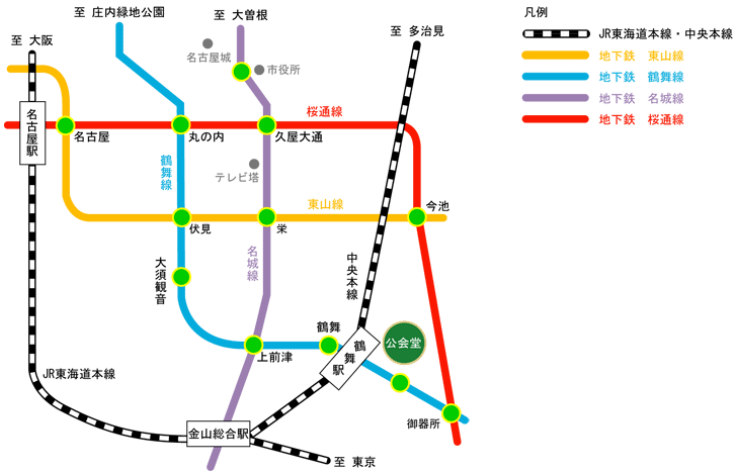 至 庄内緑地公園
至 大曽根
至 大阪
至 多治見
名古屋城
市役所
桜通線
名古屋駅
名古屋
丸の内
久屋大通
鶴舞線
テレビ塔
東山線
今池
伏見
栄
大須観音
名城線
中央本線
鶴舞
上前津
鶴舞駅
公会堂
JR東海道本線
御器所
金山総合駅
至 東京
凡例
JR東海道本線・中央本線
地下鉄 東山線
地下鉄 鶴舞線
地下鉄 名城線
地下鉄 桜通線